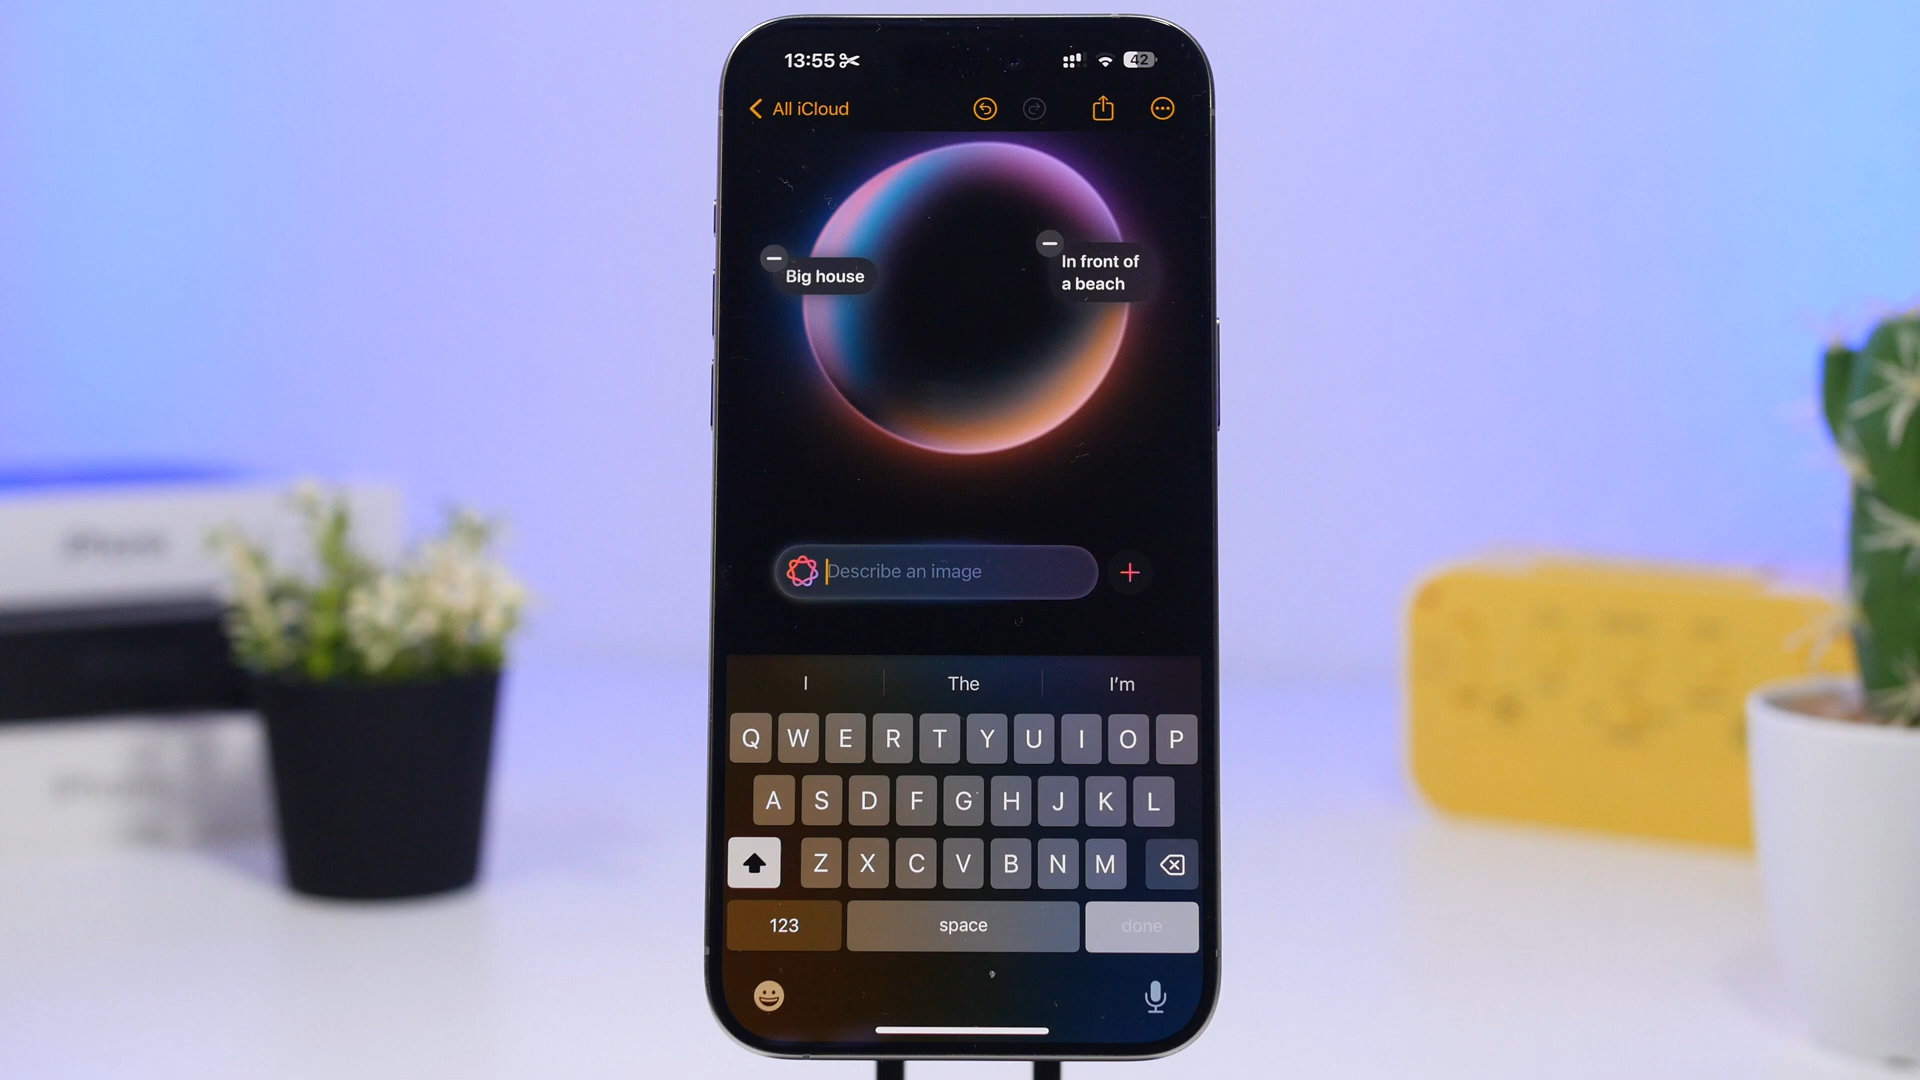 13:55
42
All iCloud
Big house
In front of
a beach
Describe an image
I The I'm
Q W E R T Y U I O P
A S D F G H J K L
Z X C V B N M
123 space done